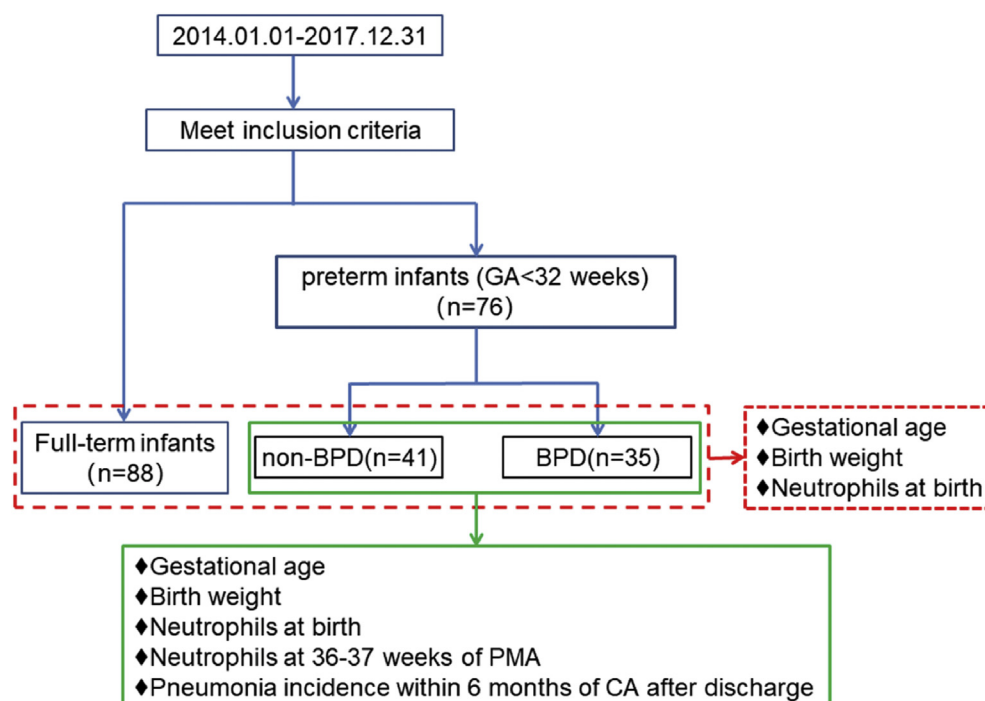 2014.01.01-2017.12.31
Meet inclusion criteria
preterm infants (GA<32 weeks)
(n=76)
Full-term infants
(n=88)
non-BPD(n=41)
BPD(n=35)
♦Gestational age
♦Birth weight
♦Neutrophils at birth
♦Gestational age
♦Birth weight
♦Neutrophils at birth
♦Neutrophils at 36-37 weeks of PMA
♦Pneumonia incidence within 6 months of CA after discharge